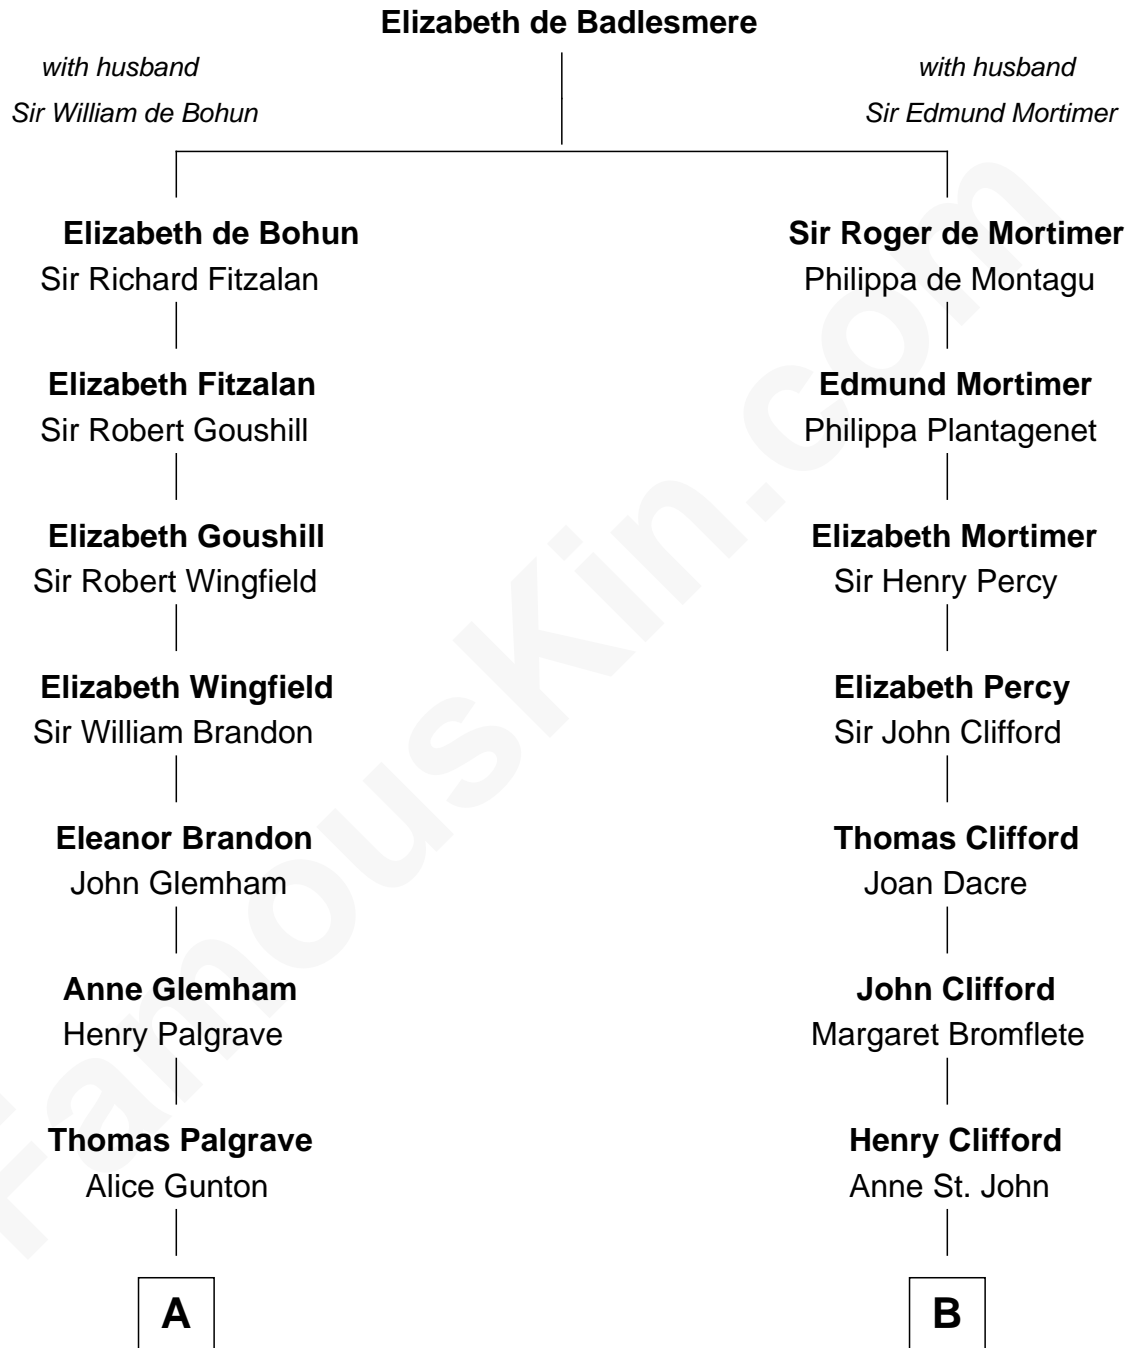 Elizabeth de Badlesmere
with husband
Sir William de Bohun
with husband
Sir Edmund Mortimer
Elizabeth de Bohun
Sir Richard Fitzalan
Sir Roger de Mortimer
Philippa de Montagu
Elizabeth Fitzalan
Sir Robert Goushill
Edmund Mortimer
Philippa Plantagenet
Elizabeth Goushill
Sir Robert Wingfield
Elizabeth Mortimer
Sir Henry Percy
Elizabeth Wingfield
Sir William Brandon
Elizabeth Percy
Sir John Clifford
Eleanor Brandon
John Glemham
Thomas Clifford
Joan Dacre
Anne Glemham
Henry Palgrave
John Clifford
Margaret Bromflete
Thomas Palgrave
Alice Gunton
Henry Clifford
Anne St. John
A
B
FamousKin.com